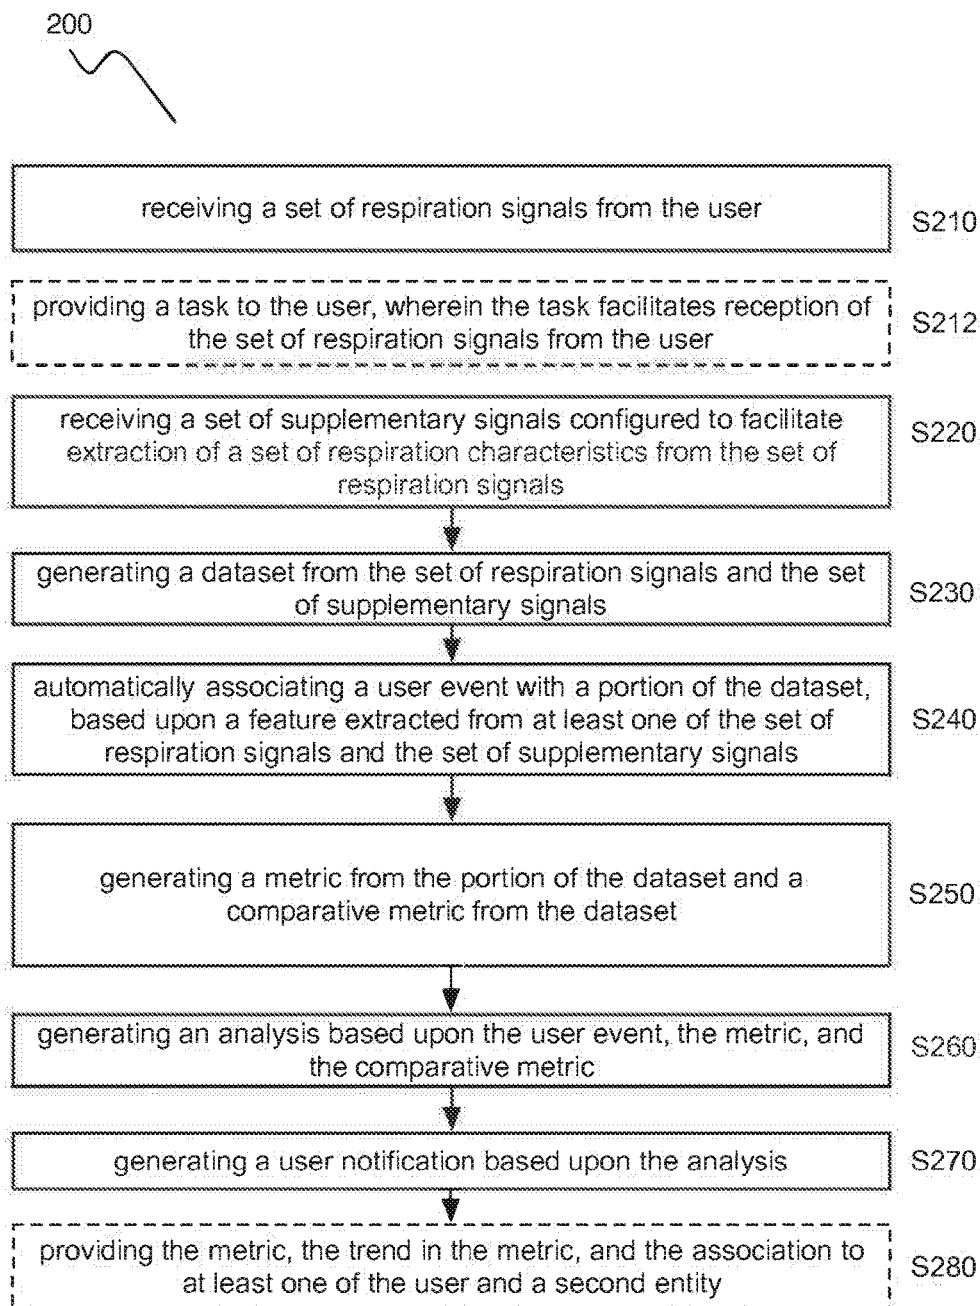 200
receiving a set of respiration signals from the user
S210
providing a task to the user, wherein the task facilitates reception of
the set of respiration signals from the user
S212
receiving a set of supplementary signals configured to facilitate
extraction of a set of respiration characteristics from the set of
respiration signals
S220
generating a dataset from the set of respiration signals and the set
of supplementary signals
S230
automatically associating a user event with a portion of the dataset,
based upon a feature extracted from at least one of the set of
respiration signals and the set of supplementary signals
S240
generating a metric from the portion of the dataset and a
comparative metric from the dataset
S250
generating an analysis based upon the user event, the metric, and
the comparative metric
S260
generating a user notification based upon the analysis
S270
providing the metric, the trend in the metric, and the association to
at least one of the user and a second entity
S280